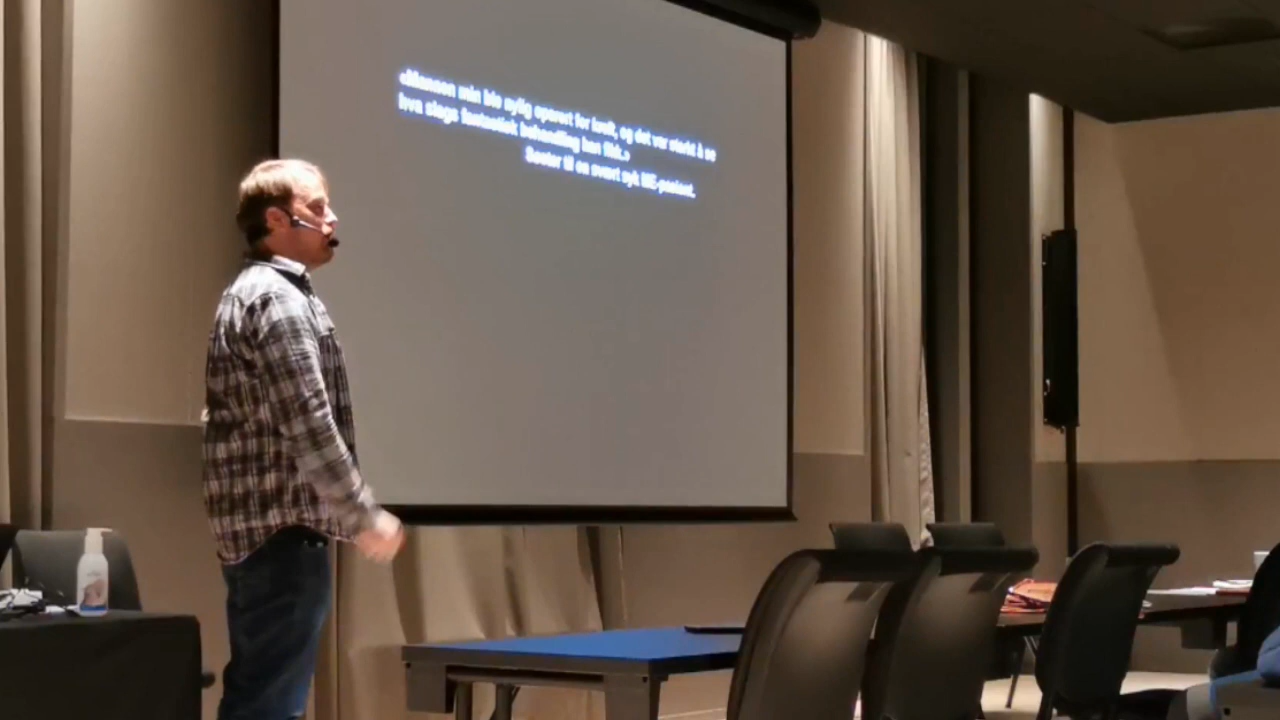 «Mannen min ble nylig operert for kreft, og det var sterkt å se
hva slags fantastisk behandling han fikk.»
Søster til en svært syk ME-pasient.